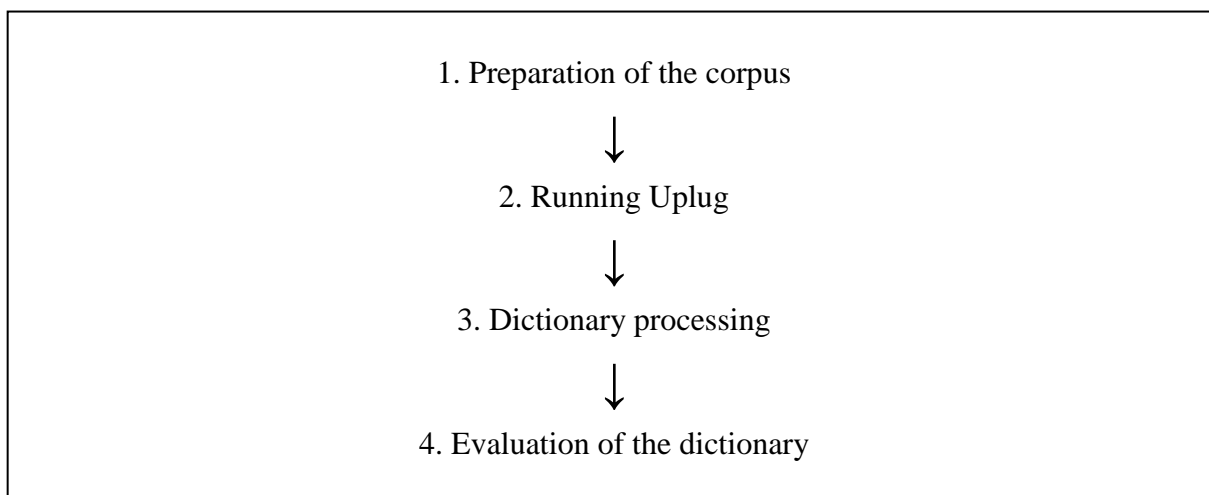 1. Preparation of the corpus
↓
2. Running Uplug
↓
3. Dictionary processing
↓
4. Evaluation of the dictionary